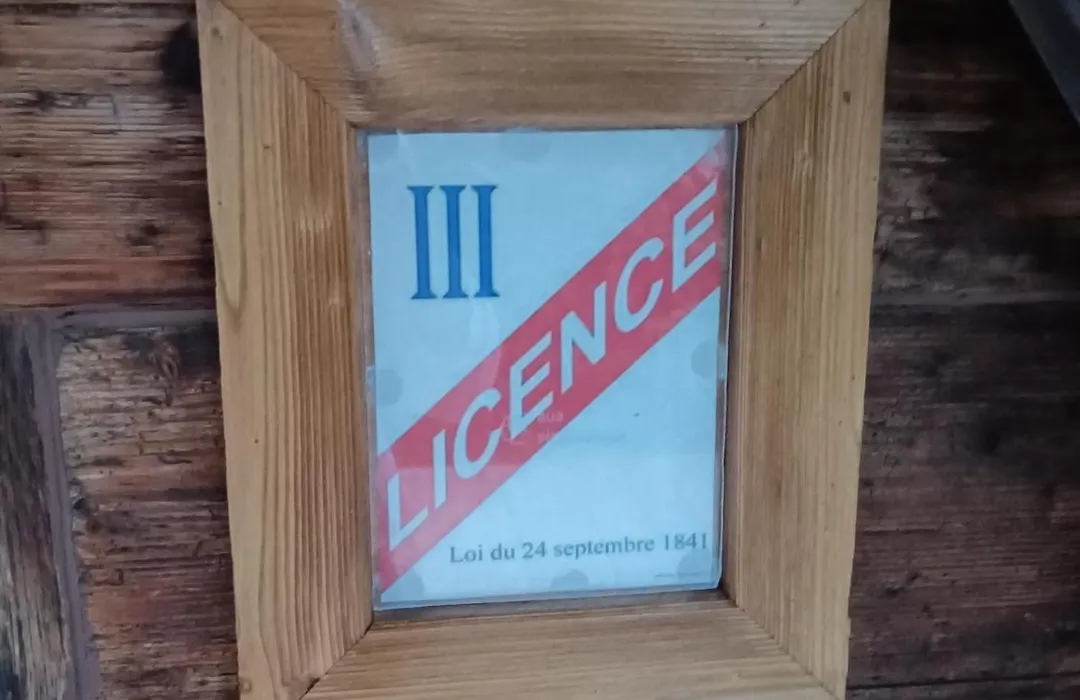 III
LICENCE
Loi du 24 septembre 1841